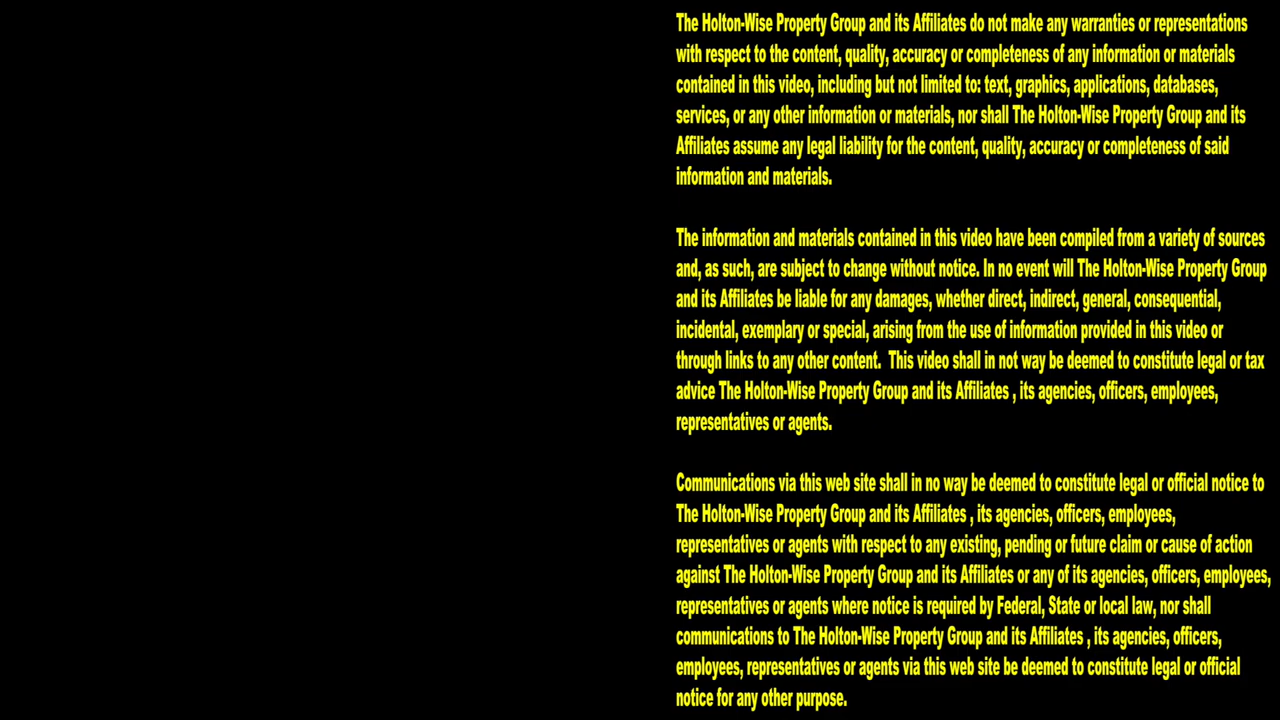 The Holton-Wise Property Group and its Affiliates do not make any warranties or representations
with respect to the content, quality, accuracy or completeness of any information or materials
contained in this video, including but not limited to: text, graphics, applications, databases,
services, or any other information or materials, nor shall The Holton-Wise Property Group and its
Affiliates assume any legal liability for the content, quality, accuracy or completeness of said
information and materials.
The information and materials contained in this video have been compiled from a variety of sources
and, as such, are subject to change without notice. In no event will The Holton-Wise Property Group
and its Affiliates be liable for any damages, whether direct, indirect, general, consequential,
incidental, exemplary or special, arising from the use of information provided in this video or
through links to any other content.  This video shall in not way be deemed to constitute legal or tax
advice The Holton-Wise Property Group and its Affiliates , its agencies, officers, employees,
representatives or agents.
Communications via this web site shall in no way be deemed to constitute legal or official notice to
The Holton-Wise Property Group and its Affiliates , its agencies, officers, employees,
representatives or agents with respect to any existing, pending or future claim or cause of action
against The Holton-Wise Property Group and its Affiliates or any of its agencies, officers, employees,
representatives or agents where notice is required by Federal, State or local law, nor shall
communications to The Holton-Wise Property Group and its Affiliates , its agencies, officers,
employees, representatives or agents via this web site be deemed to constitute legal or official
notice for any other purpose.